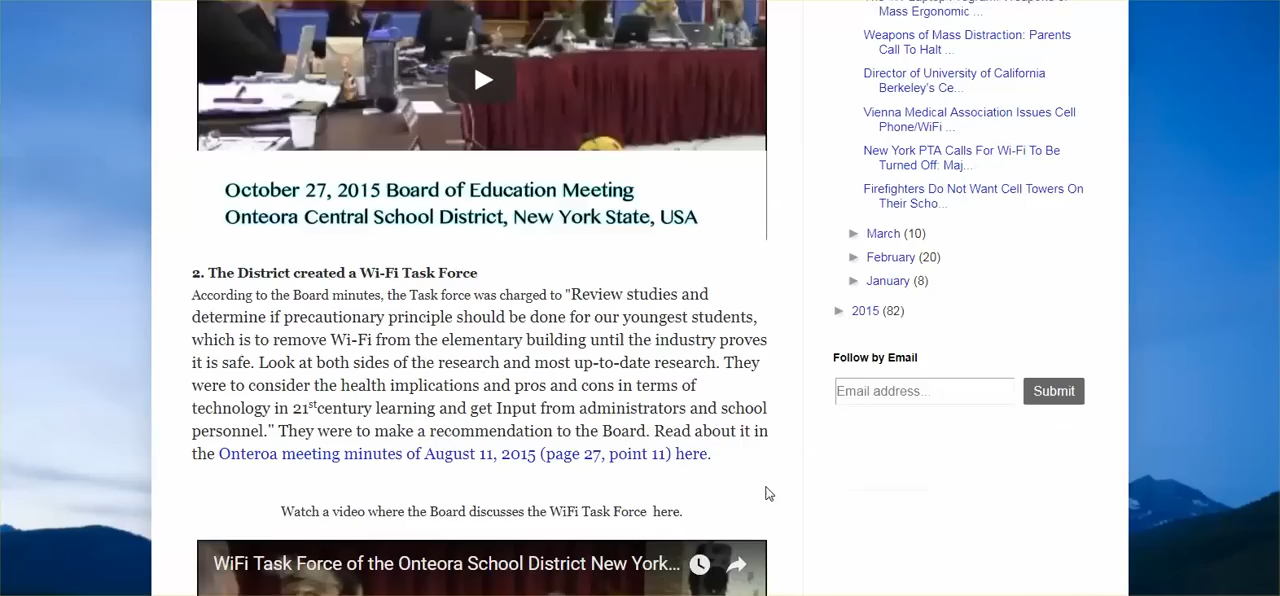 October 27, 2015 Board of Education Meeting
Onteora Central School District, New York State, USA
2. The District created a Wi-Fi Task Force
According to the Board minutes, the Task force was charged to "Review studies and
determine if precautionary principle should be done for our youngest students,
which is to remove Wi-Fi from the elementary building until the industry proves
it is safe. Look at both sides of the research and most up-to-date research. They
were to consider the health implications and pros and cons in terms of
technology in 21stcentury learning and get Input from administrators and school
personnel." They were to make a recommendation to the Board. Read about it in
the Onteroa meeting minutes of August 11, 2015 (page 27, point 11) here.
Watch a video where the Board discusses the WiFi Task Force here.
WiFi Task Force of the Onteora School District New York...
Mass Ergonomic ...
Weapons of Mass Distraction: Parents
Call To Halt ...
Director of University of California
Berkeley's Ce...
Vienna Medical Association Issues Cell
Phone/WiFi ...
New York PTA Calls For Wi-Fi To Be
Turned Off: Maj...
Firefighters Do Not Want Cell Towers On
Their Scho...
► March (10)
► February (20)
► January (8)
► 2015 (82)
Follow by Email
Email address...
Submit